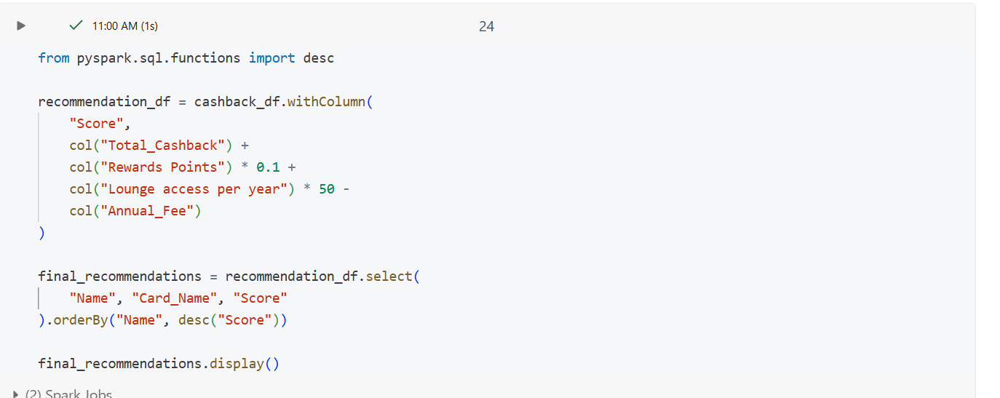 11:00 AM (1s) 24
from pyspark.sql.functions import desc
recommendation_df = cashback_df.withColumn(
"Score",
col("Total_Cashback") +
col("Rewards Points") * 0.1 +
col("Lounge access per year") * 50 -
col("Annual_Fee")
)
final_recommendations = recommendation_df.select(
"Name", "Card_Name", "Score"
).orderBy("Name", desc("Score"))
final_recommendations.display()
(2) Spark Jobs